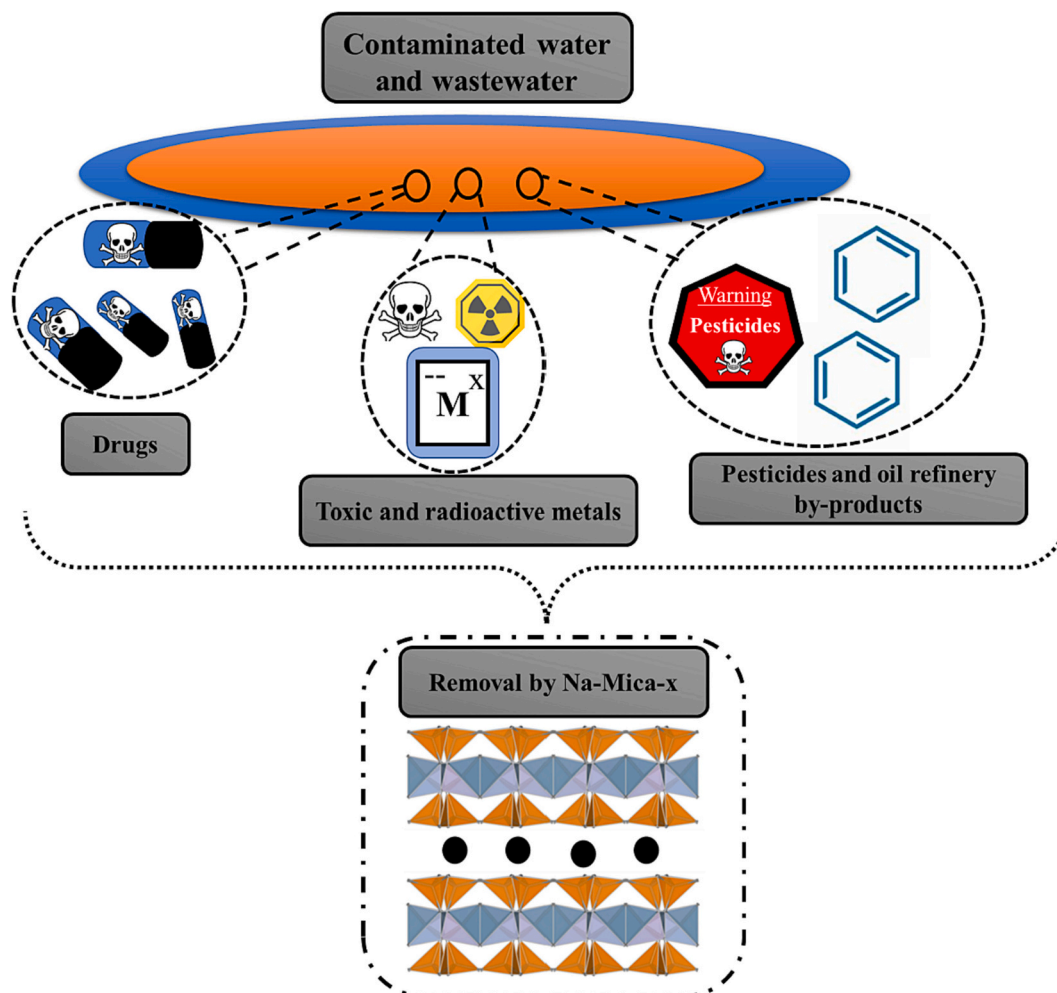 Contaminated water
and wastewater
Warning
Pesticides
-- X
M
Drugs
Toxic and radioactive metals
Pesticides and oil refinery
by-products
Removal by Na-Mica-x